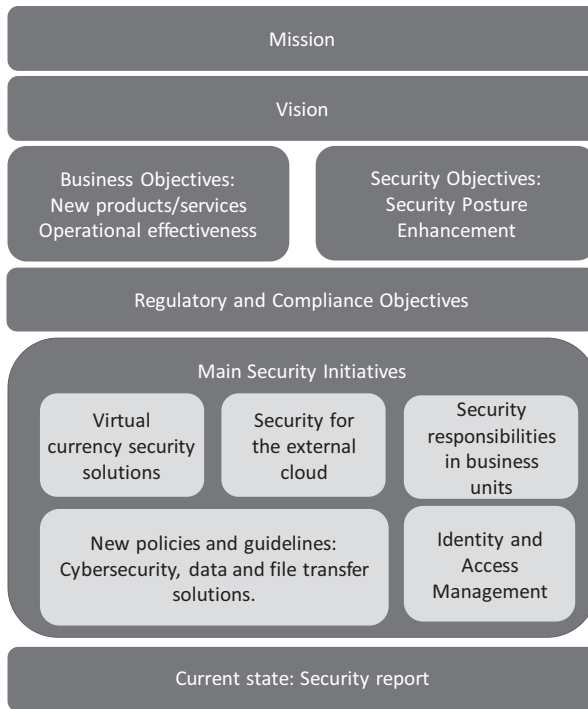 Mission
Vision
Business Objectives:
New products/services
Operational effectiveness
Security Objectives:
Security Posture
Enhancement
Regulatory and Compliance Objectives
Main Security Initiatives
Virtual
currency security
solutions
Security for
the external
cloud
Security
responsibilities
in business
units
New policies and guidelines:
Cybersecurity, data and file transfer
solutions.
Identity and
Access
Management
Current state: Security report